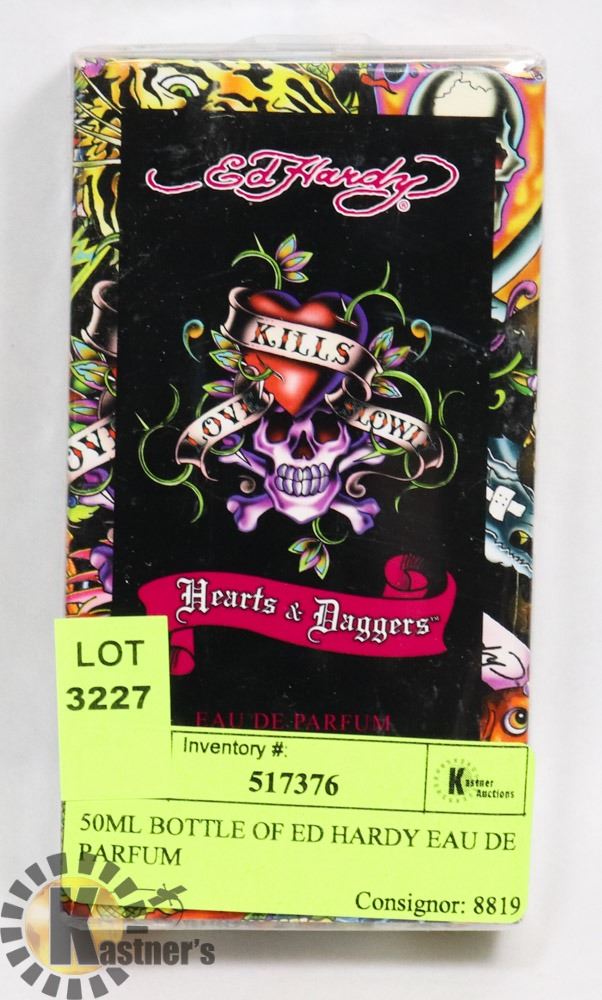 Ed Hardy®
KILLS
LOVE SLOWLY
Hearts & Daggers™
EAU DE PARFUM
LOT
3227
Inventory #:
517376
Kastner
Auctions
50ML BOTTLE OF ED HARDY EAU DE
PARFUM
Consignor: 8819
Kastner's